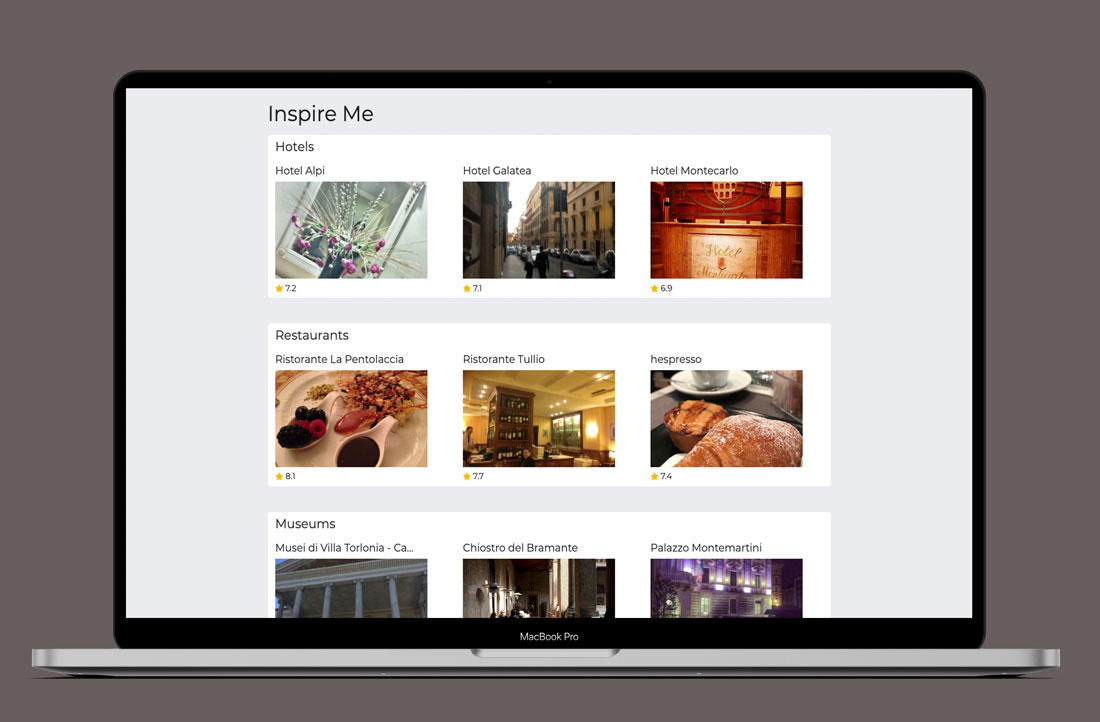 Inspire Me
Hotels
Hotel Alpi
Hotel Galatea
Hotel Montecarlo
Hotel
Montecarlo
7.2
7.1
6.9
Restaurants
Ristorante La Pentolaccia
Ristorante Tullio
hespresso
8.1
7.7
7.4
Museums
Musei di Villa Torlonia - Ca...
Chiostro del Bramante
Palazzo Montemartini
MacBook Pro